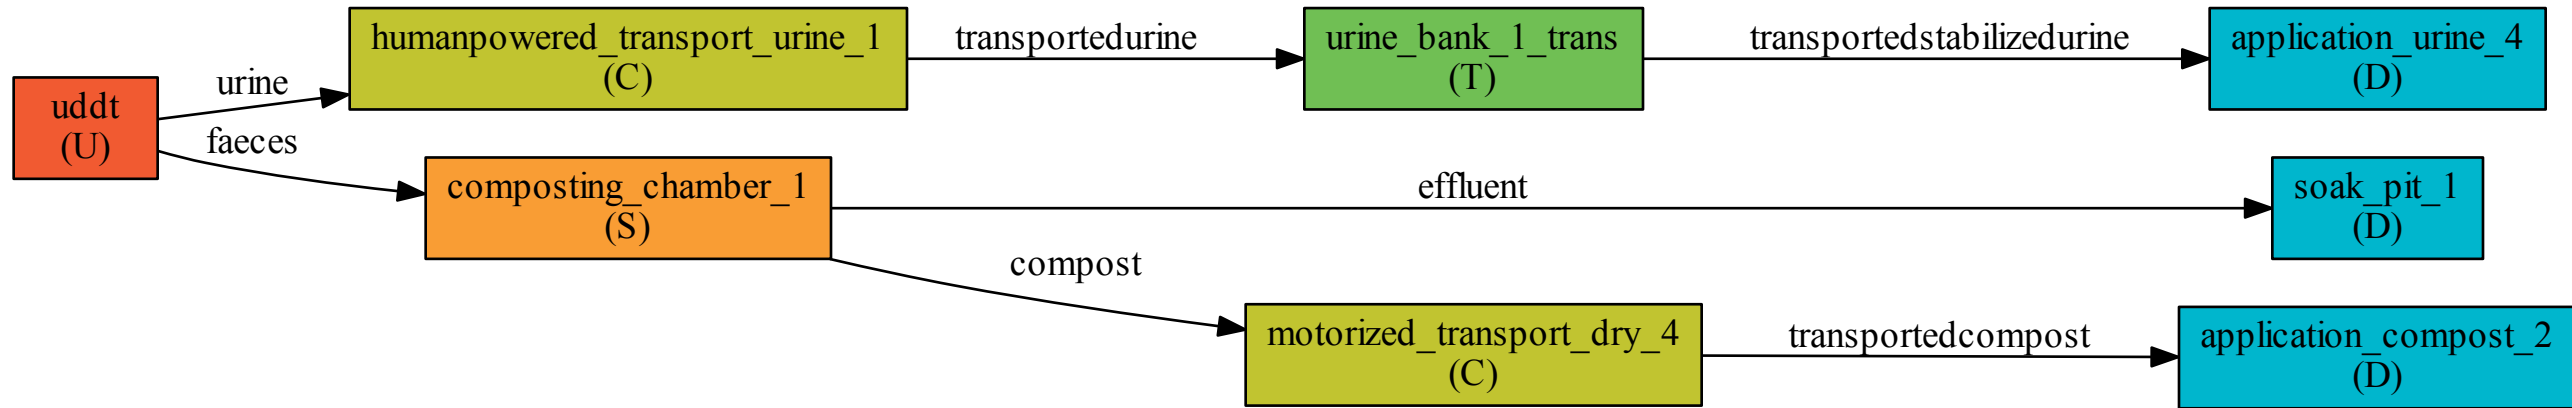 uddt
(U)
urine
faeces
humanpowered_transport_urine_1
(C)
transportedurine
urine_bank_1_trans
(T)
transportedstabilizedurine
application_urine_4
(D)
composting_chamber_1
(S)
effluent
soak_pit_1
(D)
compost
motorized_transport_dry_4
(C)
transportedcompost
application_compost_2
(D)